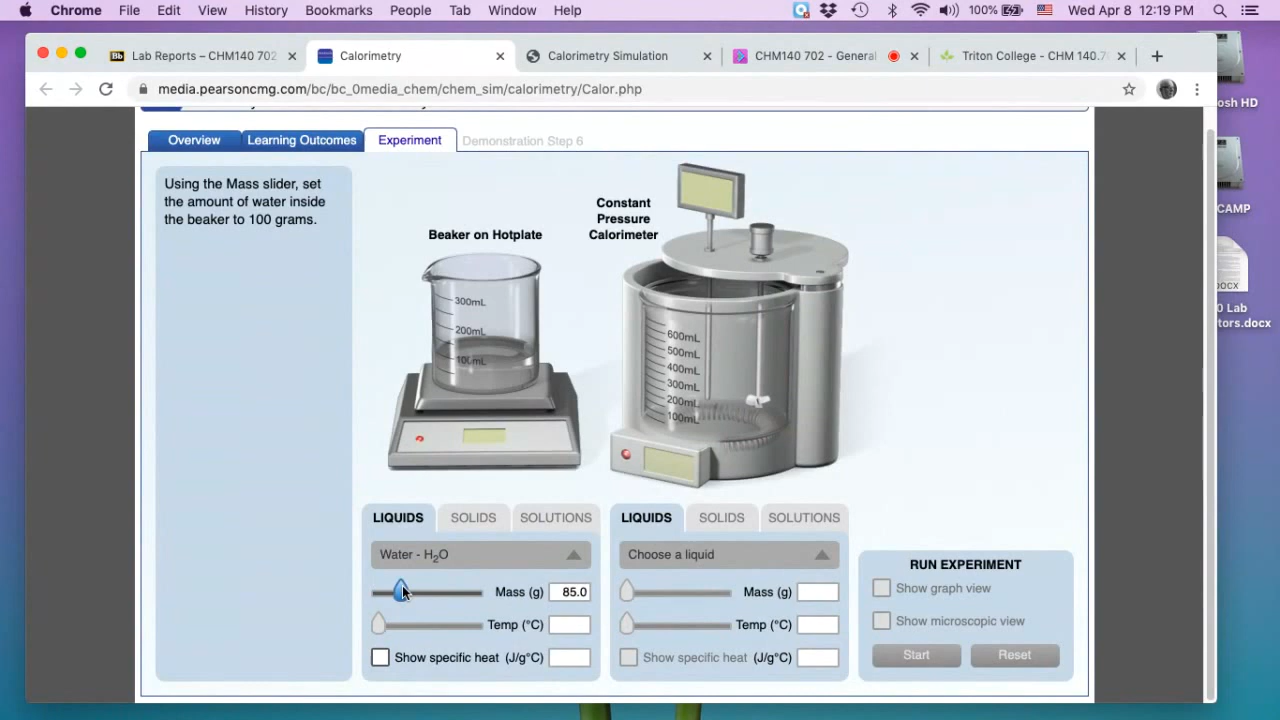 Chrome File Edit View History Bookmarks People Tab Window Help 100% Wed Apr 8 12:19 PM
Bb Lab Reports – CHM140 702 Calorimetry Calorimetry Simulation CHM140 702 - General Triton College - CHM 140.7
media.pearsoncmg.com/bc/bc_0media_chem/chem_sim/calorimetry/Calor.php
osh HD
CAMP
OCX
0 Lab
tors.docx
Overview Learning Outcomes Experiment Demonstration Step 6
Using the Mass slider, set
the amount of water inside
the beaker to 100 grams.
Beaker on Hotplate
Constant
Pressure
Calorimeter
300mL
200mL
100mL
600mL
500mL
400mL
300mL
200mL
100mL
LIQUIDS SOLIDS SOLUTIONS
Water - H₂O
Mass (g) 85.0
Temp (°C)
Show specific heat (J/g°C)
LIQUIDS SOLIDS SOLUTIONS
Choose a liquid
Mass (g)
Temp (°C)
Show specific heat (J/g°C)
RUN EXPERIMENT
Show graph view
Show microscopic view
Start Reset